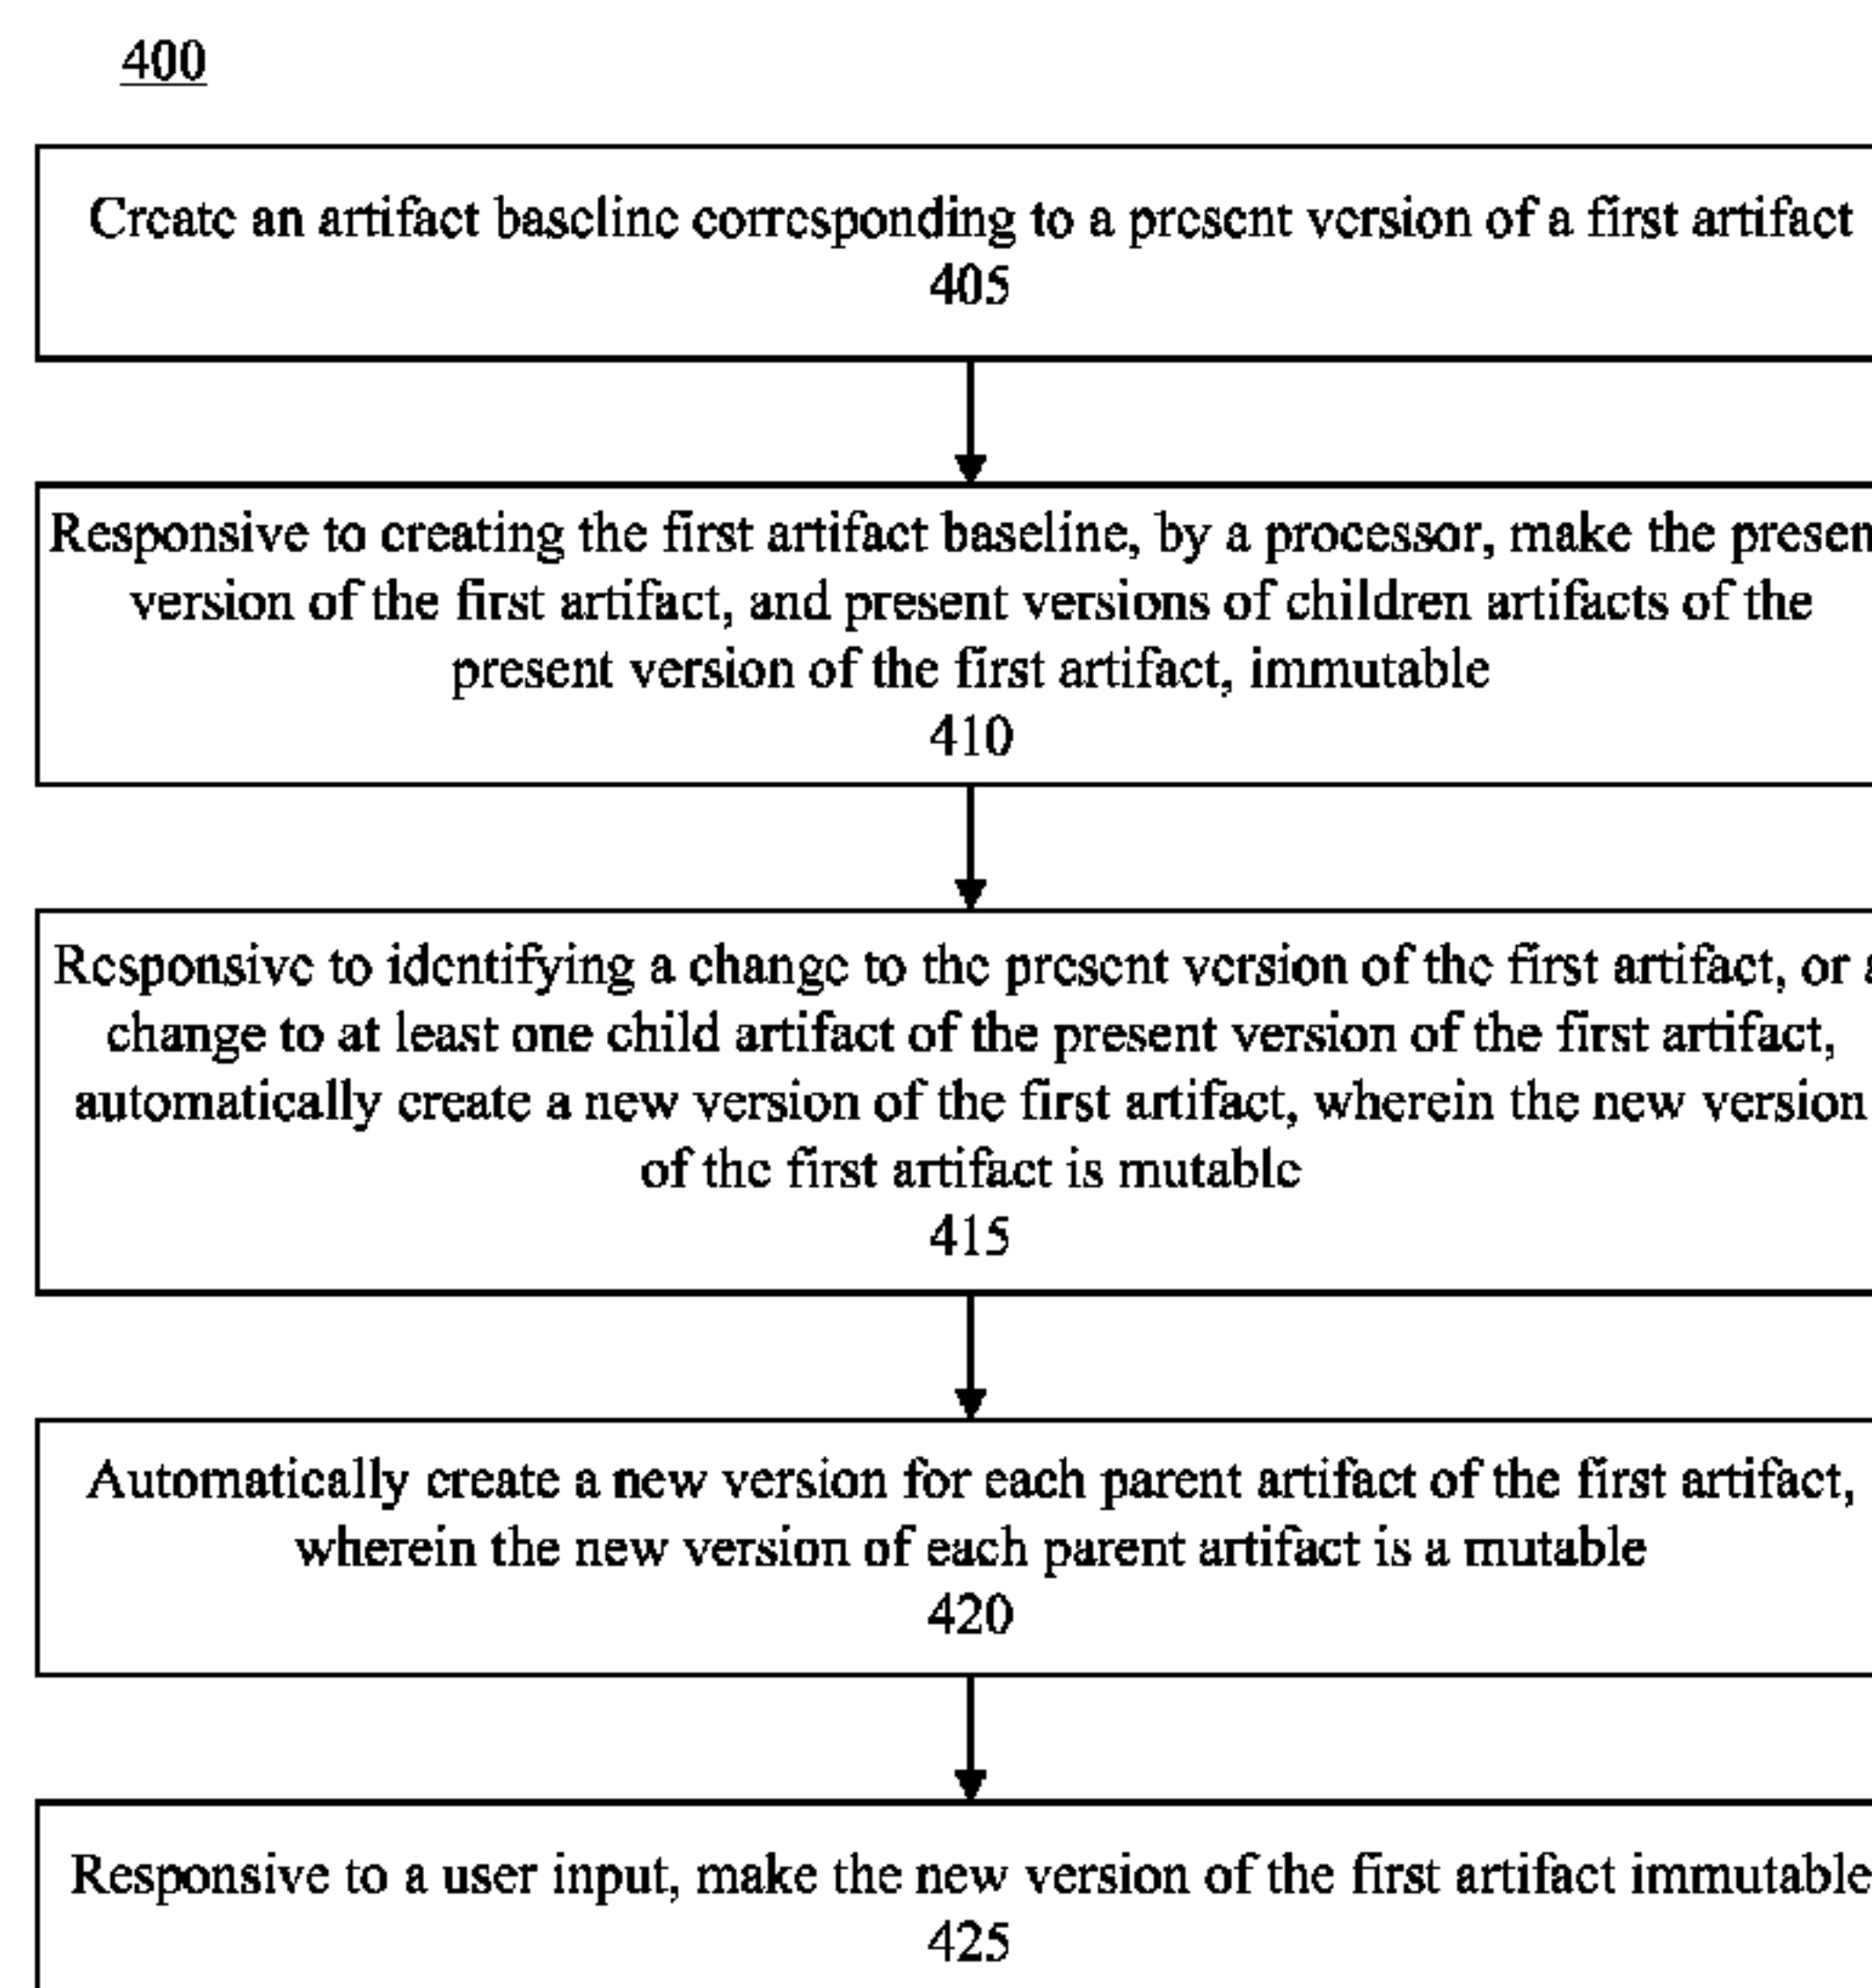 400
Create an artifact baseline corresponding to a present version of a first artifact
405
Responsive to creating the first artifact baseline, by a processor, make the presen
version of the first artifact, and present versions of children artifacts of the
present version of the first artifact, immutable
410
Responsive to identifying a change to the present version of the first artifact, or a
change to at least one child artifact of the present version of the first artifact,
automatically create a new version of the first artifact, wherein the new version
of the first artifact is mutable
415
Automatically create a new version for each parent artifact of the first artifact,
wherein the new version of each parent artifact is a mutable
420
Responsive to a user input, make the new version of the first artifact immutable
425